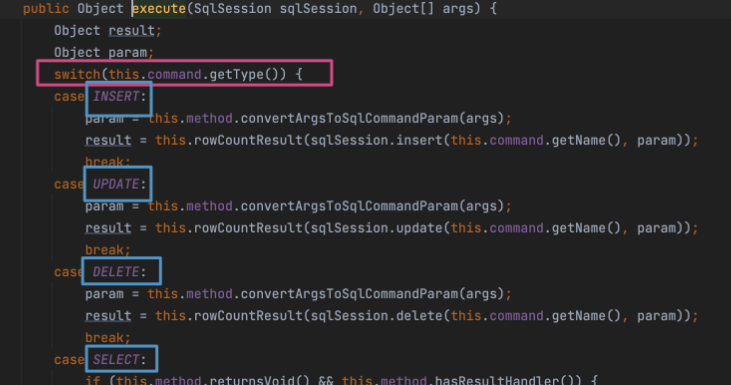 public Object execute(SqlSession sqlSession, Object[] args) {
Object result;
Object param;
switch(this.command.getType()) {
case INSERT:
param = this.method.convertArgsToSqlCommandParam(args);
result = this.rowCountResult(sqlSession.insert(this.command.getName(), param));
break;
case UPDATE:
param = this.method.convertArgsToSqlCommandParam(args);
result = this.rowCountResult(sqlSession.update(this.command.getName(), param));
break;
case DELETE:
param = this.method.convertArgsToSqlCommandParam(args);
result = this.rowCountResult(sqlSession.delete(this.command.getName(), param));
break;
case SELECT:
if (this.method.returnsVoid() && this.method.hasResultHandler()) {